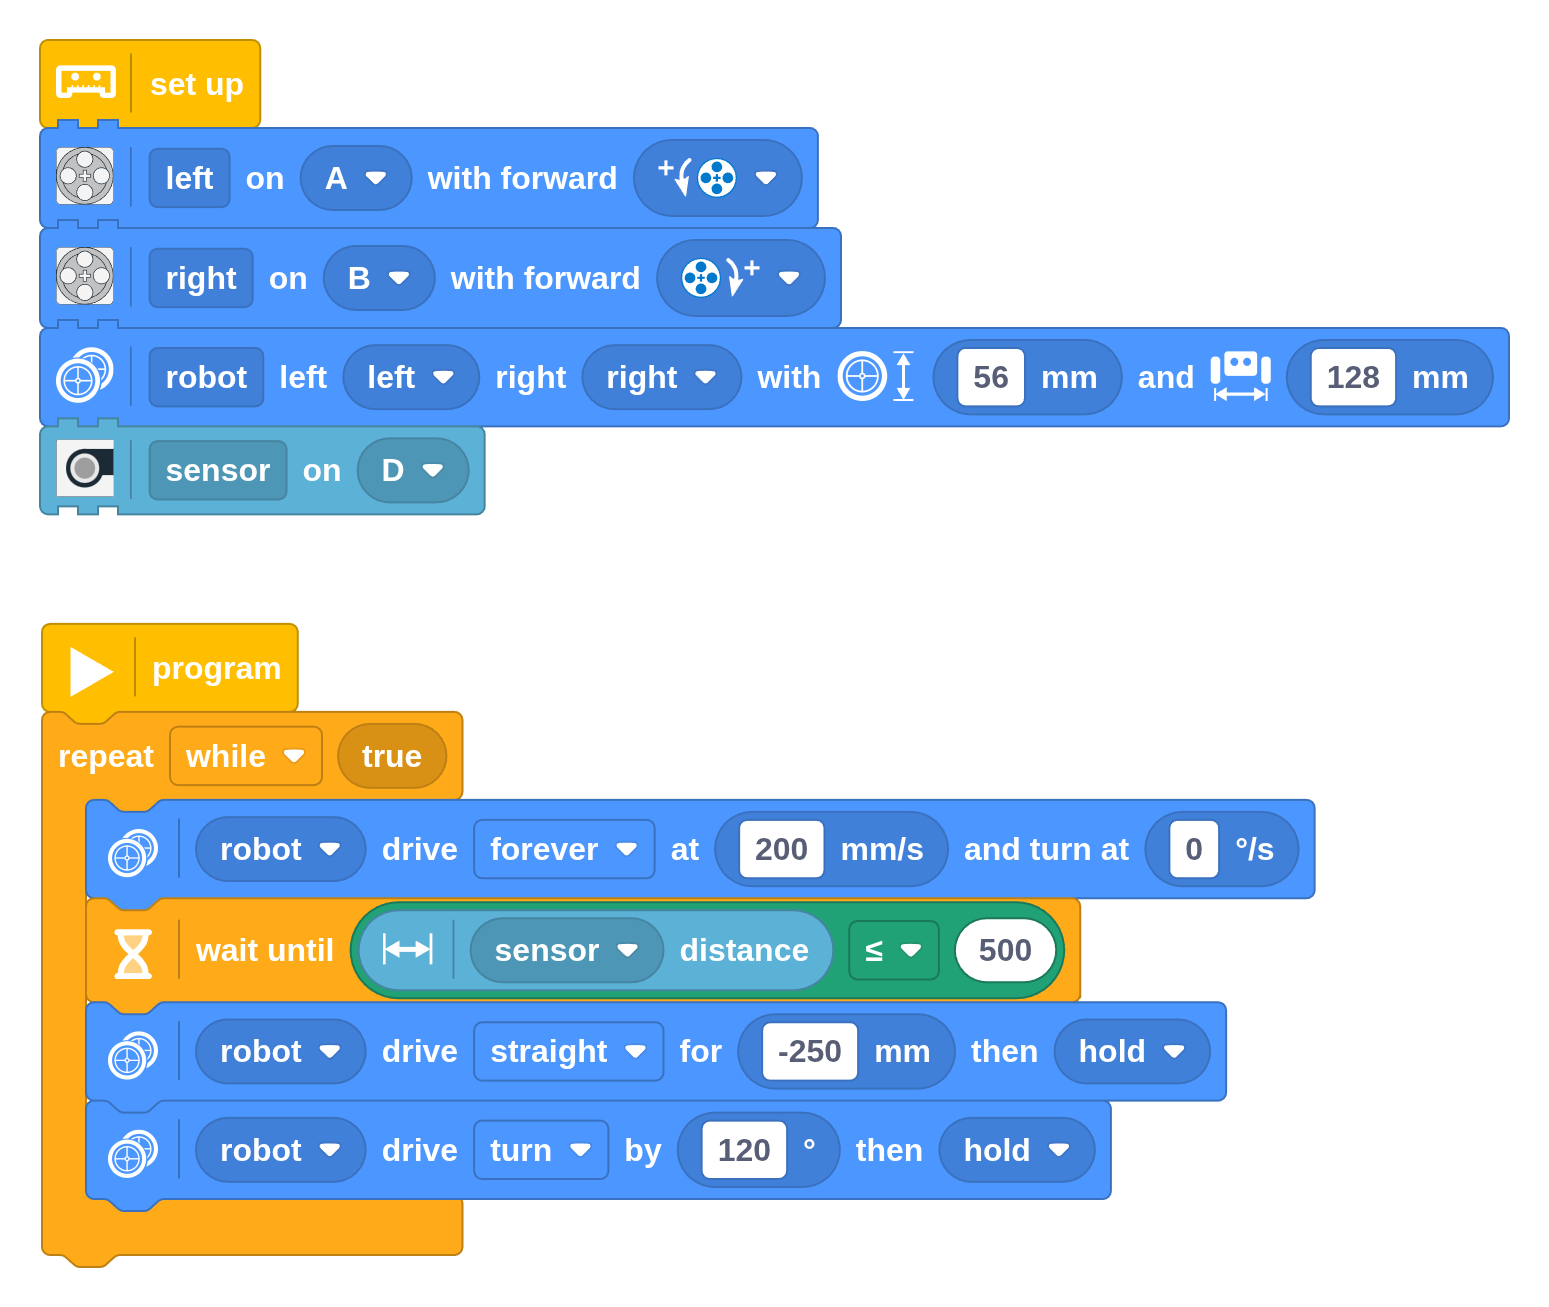 set up
left on A with forward +
right on B with forward +
robot left left right right with 56 mm and 128 mm
sensor on D
program
repeat while true
robot drive forever at 200 mm/s and turn at 0 °/s
wait until sensor distance ≤ 500
robot drive straight for -250 mm then hold
robot drive turn by 120 ° then hold